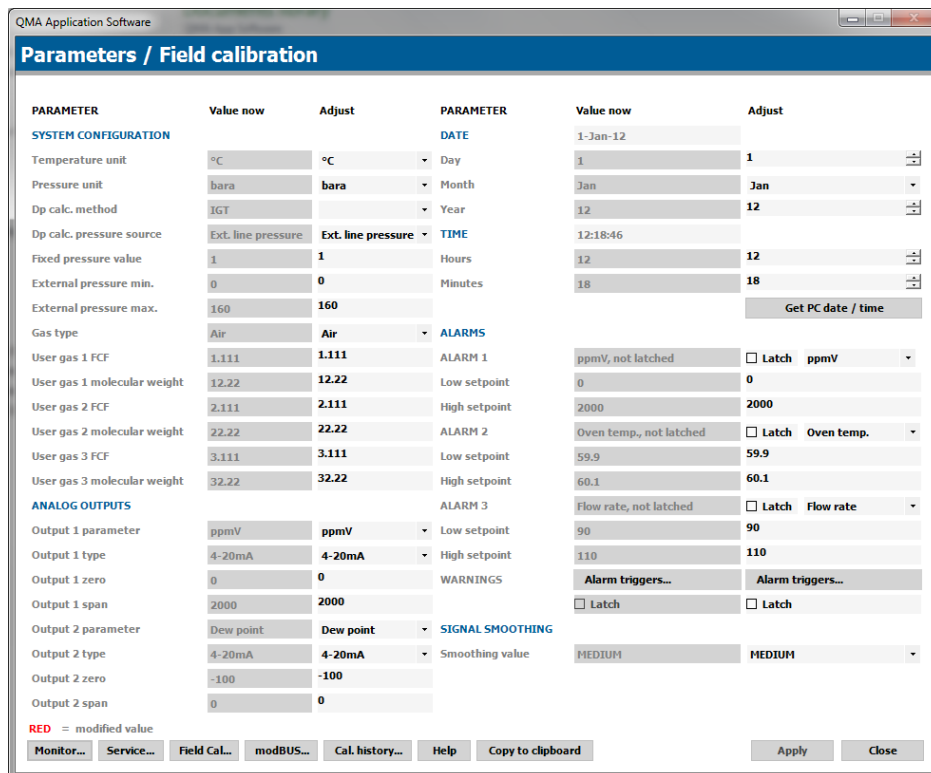 QMA Application Software
Parameters / Field calibration
PARAMETER Value now Adjust PARAMETER Value now Adjust
SYSTEM CONFIGURATION DATE 1-Jan-12
Temperature unit °C °C Day 1 1
Pressure unit bara bara Month Jan Jan
Dp calc. method IGT Year 12 12
Dp calc. pressure source Ext. line pressure Ext. line pressure TIME 12:18:46
Fixed pressure value 1 1 Hours 12 12
External pressure min. 0 0 Minutes 18 18
External pressure max. 160 160 Get PC date / time
Gas type Air Air ALARMS
User gas 1 FCF 1.111 1.111 ALARM 1 ppmV, not latched Latch ppmV
User gas 1 molecular weight 12.22 12.22 Low setpoint 0 0
User gas 2 FCF 2.111 2.111 High setpoint 2000 2000
User gas 2 molecular weight 22.22 22.22 ALARM 2 Oven temp., not latched Latch Oven temp.
User gas 3 FCF 3.111 3.111 Low setpoint 59.9 59.9
User gas 3 molecular weight 32.22 32.22 High setpoint 60.1 60.1
ANALOG OUTPUTS ALARM 3 Flow rate, not latched Latch Flow rate
Output 1 parameter ppmV ppmV Low setpoint 90 90
Output 1 type 4-20mA 4-20mA High setpoint 110 110
Output 1 zero 0 0 WARNINGS Alarm triggers... Alarm triggers...
Output 1 span 2000 2000 Latch Latch
Output 2 parameter Dew point Dew point SIGNAL SMOOTHING
Output 2 type 4-20mA 4-20mA Smoothing value MEDIUM MEDIUM
Output 2 zero -100 -100
Output 2 span 0 0
RED = modified value
Monitor... Service... Field Cal... modBUS... Cal. history... Help Copy to clipboard Apply Close